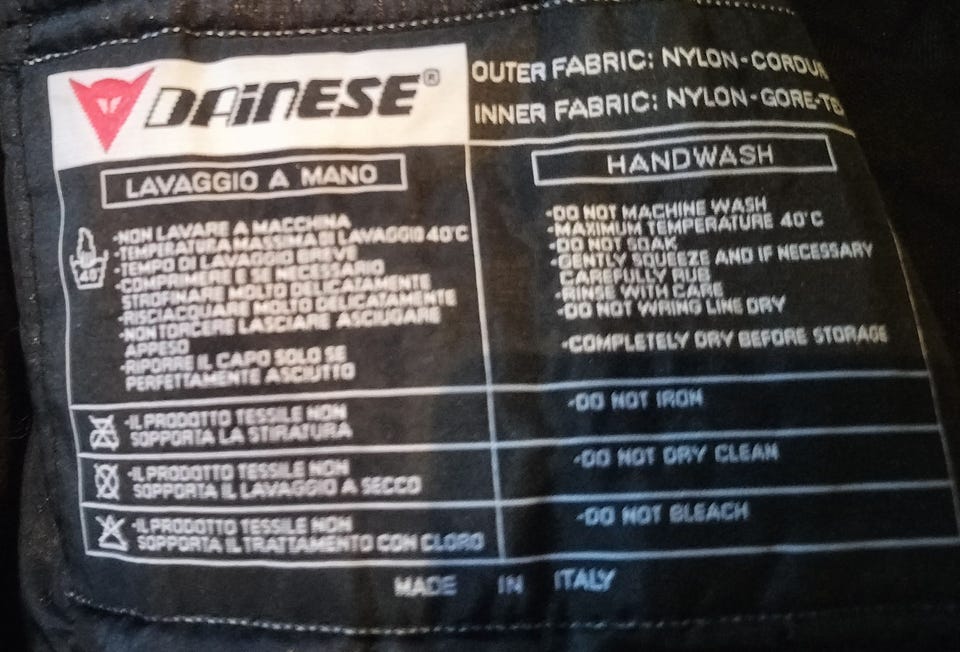 DAiNESE®
OUTER FABRIC: NYLON-CORDU
INNER FABRIC: NYLON-GORE-TE
LAVAGGIO A MANO
-NON LAVARE A MACCHINA
-TEMPERATURA MASSIMA DI LAVAGGIO 40°C
-TEMPO DI LAVAGGIO BREVE
-COMPRIMERE E SE NECESSARIO
STROFINARE MOLTO DELICATAMENTE
-RISCIACQUARE MOLTO DELICATAMENTE
-NON TORCERE LASCIARE ASCIUGARE
APPESO
-RIPORRE IL CAPO SOLO SE
PERFETTAMENTE ASCIUTTO
40
HANDWASH
-DO NOT MACHINE WASH
-MAXIMUM TEMPERATURE 40°C
-DO NOT SOAK
-GENTLY SQUEEZE AND IF NECESSARY
CAREFULLY RUB
-RINSE WITH CARE
-DO NOT WRING LINE DRY
-COMPLETELY DRY BEFORE STORAGE
-IL PRODOTTO TESSILE NON
SOPPORTA LA STIRATURA
-DO NOT IRON
-IL PRODOTTO TESSILE NON
SOPPORTA IL LAVAGGIO A SECCO
-DO NOT DRY CLEAN
-IL PRODOTTO TESSILE NON
SOPPORTA IL TRATTAMENTO CON CLORO
-DO NOT BLEACH
MADE IN ITALY